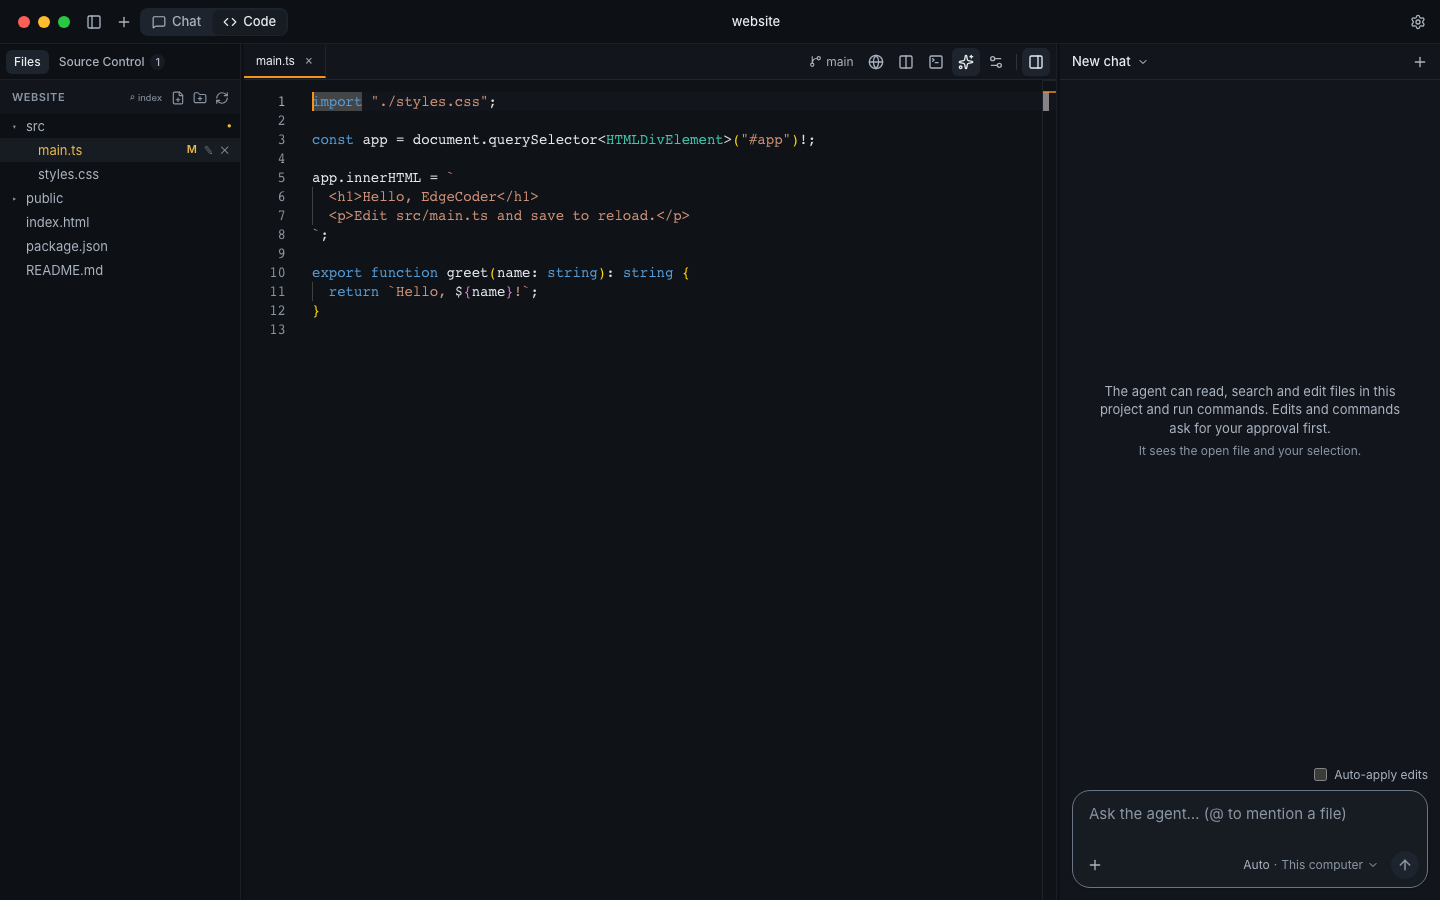 Chat
Code
website
Files
Source Control 1
main.ts
main
New chat
WEBSITE
index
src
main.ts M
styles.css
public
index.html
package.json
README.md
1 import "./styles.css";
2
3 const app = document.querySelector<HTMLDivElement>("#app")!;
4
5 app.innerHTML = `
6 <h1>Hello, EdgeCoder</h1>
7 <p>Edit src/main.ts and save to reload.</p>
8 `;
9
10 export function greet(name: string): string {
11 return `Hello, ${name}!`;
12 }
13
The agent can read, search and edit files in this
project and run commands. Edits and commands
ask for your approval first.
It sees the open file and your selection.
Auto-apply edits
Ask the agent... (@ to mention a file)
Auto · This computer